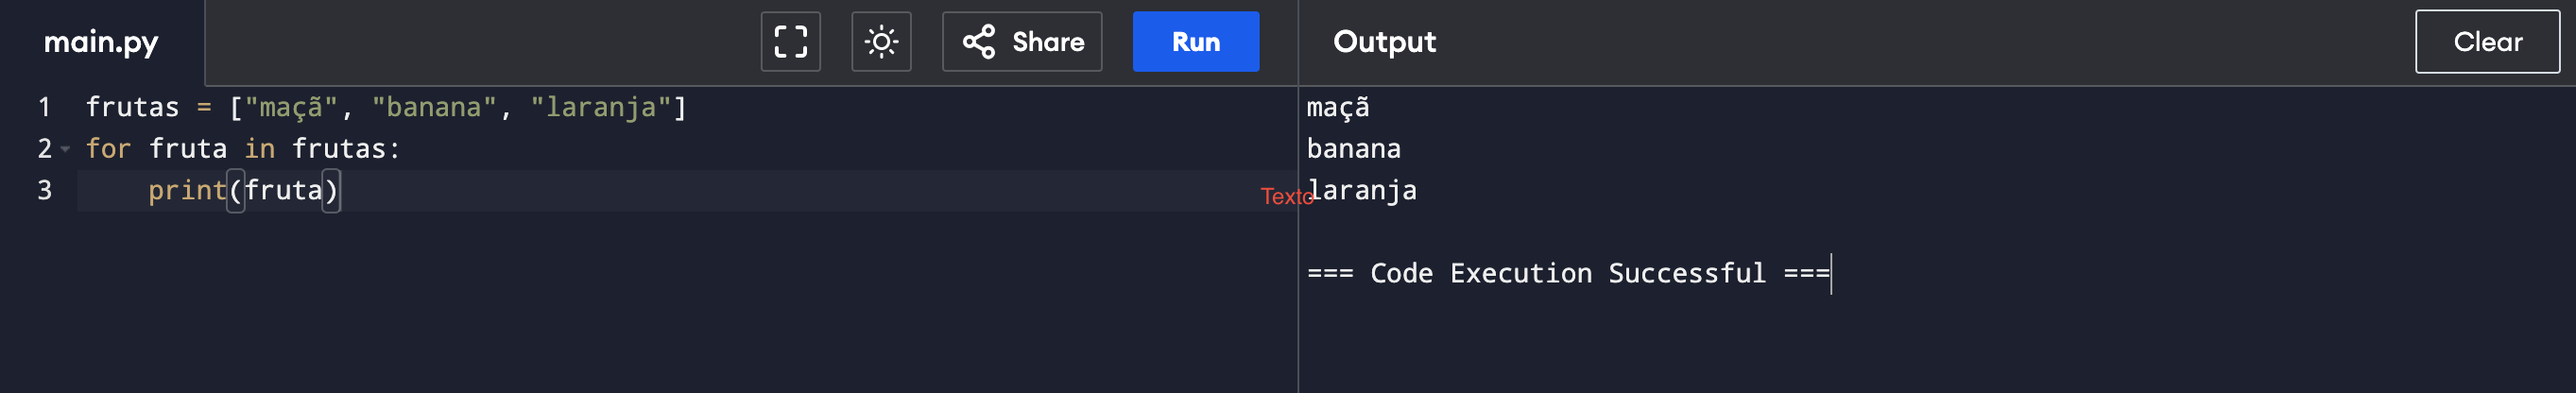 main.py
Share
Run
1 frutas = ["maçã", "banana", "laranja"]
2 for fruta in frutas:
3     print(fruta)
Texto
Output
Clear
maçã
banana
laranja
=== Code Execution Successful ===